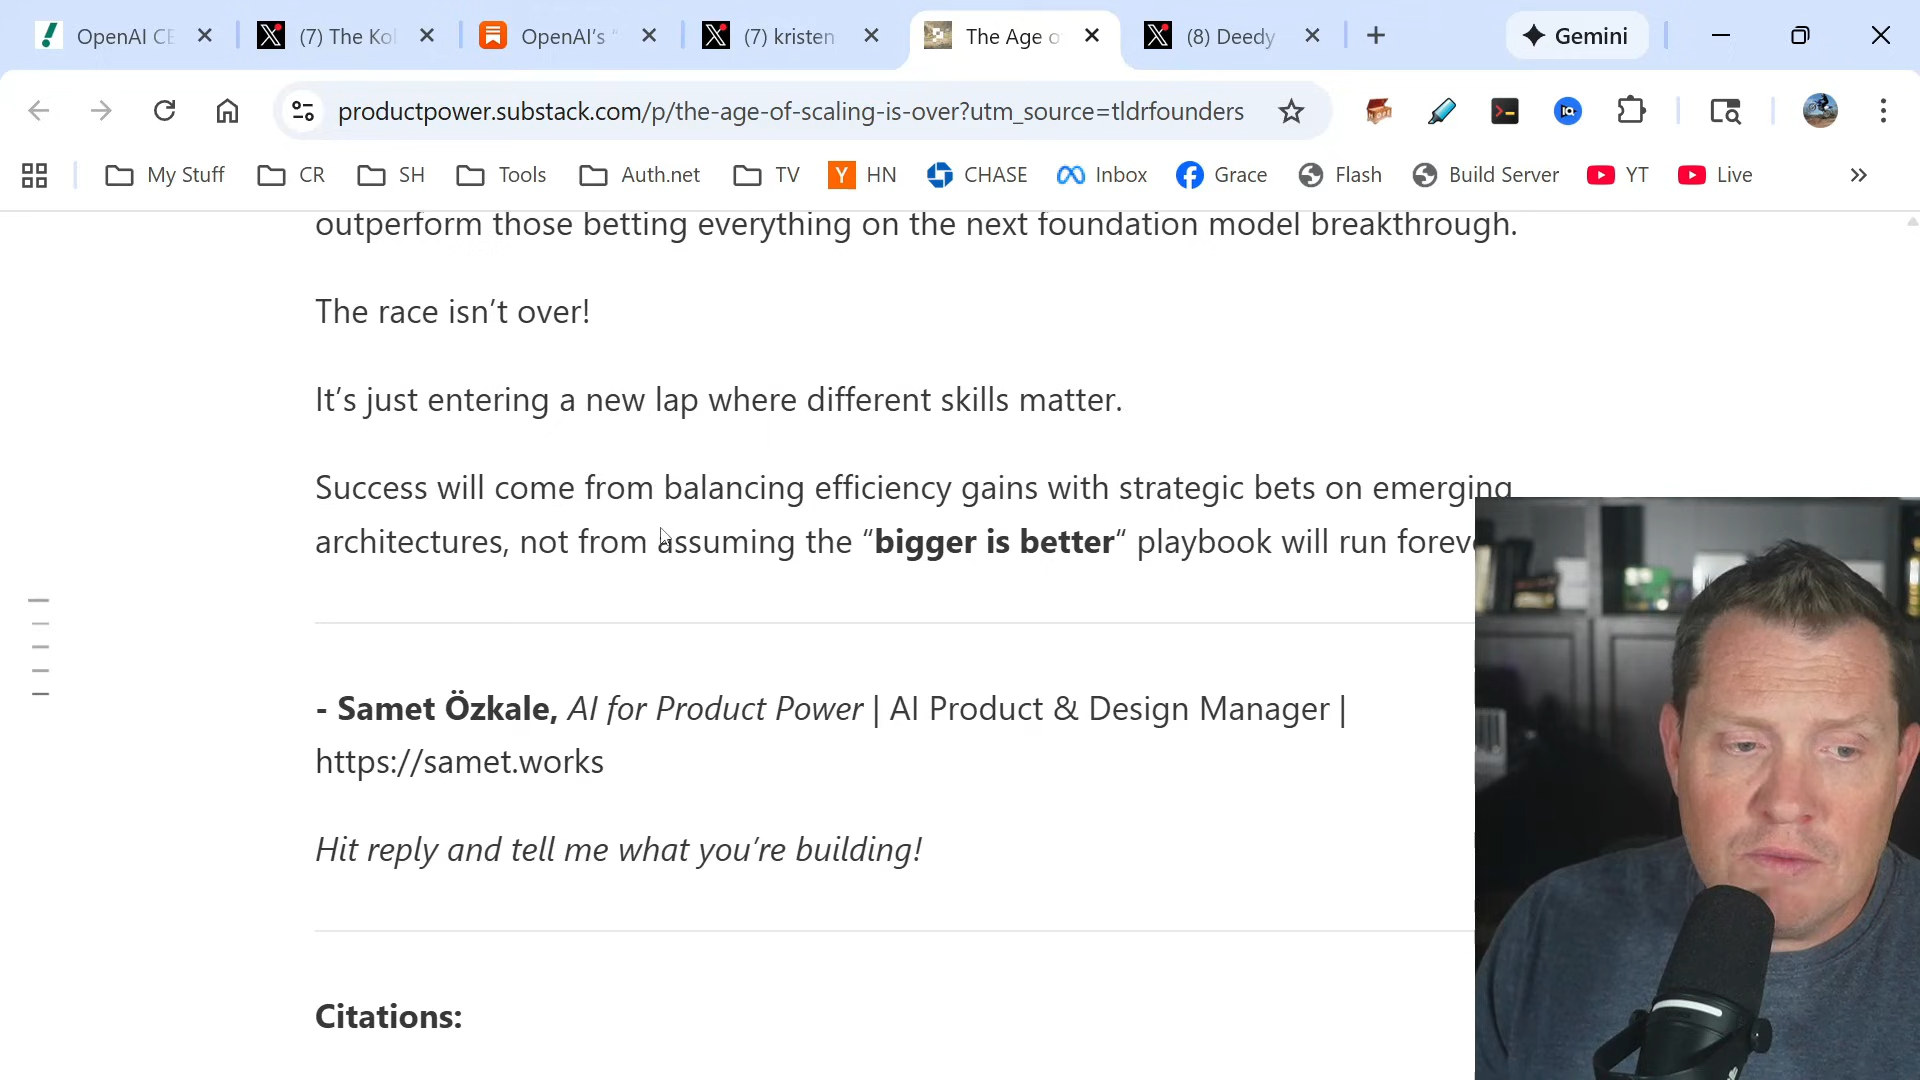 OpenAI CE
(7) The Kol
OpenAI's "
(7) kristen
The Age o
(8) Deedy
Gemini
productpower.substack.com/p/the-age-of-scaling-is-over?utm_source=tldrfounders
My Stuff
CR
SH
Tools
Auth.net
TV
Y HN
CHASE
Inbox
Grace
Flash
Build Server
YT
Live
outperform those betting everything on the next foundation model breakthrough.
The race isn’t over!
It’s just entering a new lap where different skills matter.
Success will come from balancing efficiency gains with strategic bets on emerging
architectures, not from assuming the “bigger is better“ playbook will run forev
- Samet Özkale, AI for Product Power | AI Product & Design Manager |
https://samet.works
Hit reply and tell me what you’re building!
Citations: